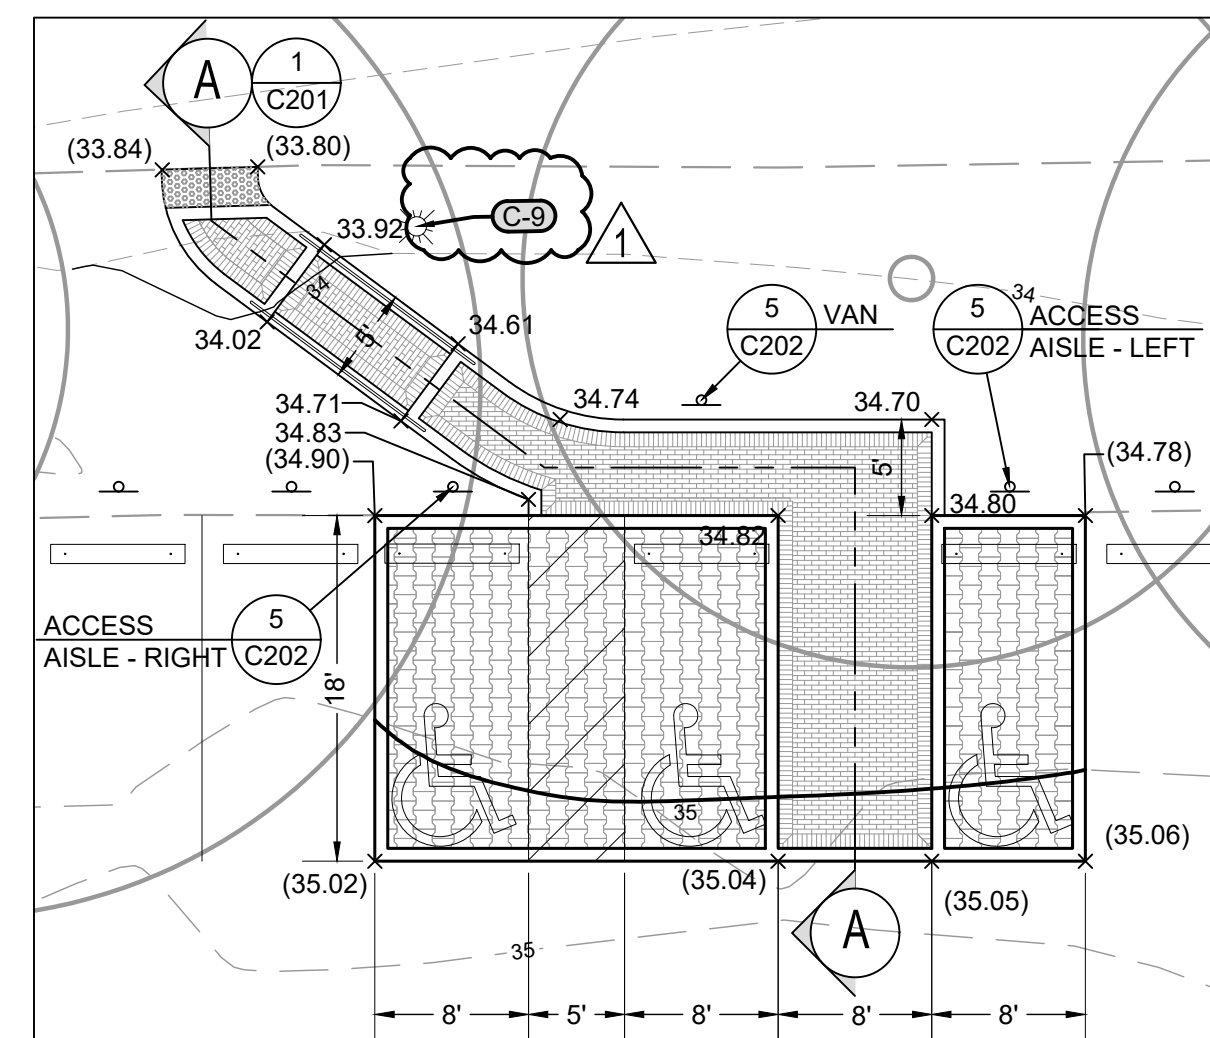 A
1
C201
(33.84)
(33.80)
33.92
C-9
1
34
34.02
5'
34.61
5
C202
VAN
5
C202
34
ACCESS
AISLE - LEFT
34.71
34.74
34.70
34.83
(34.90)
5'
(34.78)
34.80
34.82
ACCESS
AISLE - RIGHT
5
C202
18'
35
(35.02)
(35.04)
(35.05)
(35.06)
A
35
8'
5'
8'
8'
8'